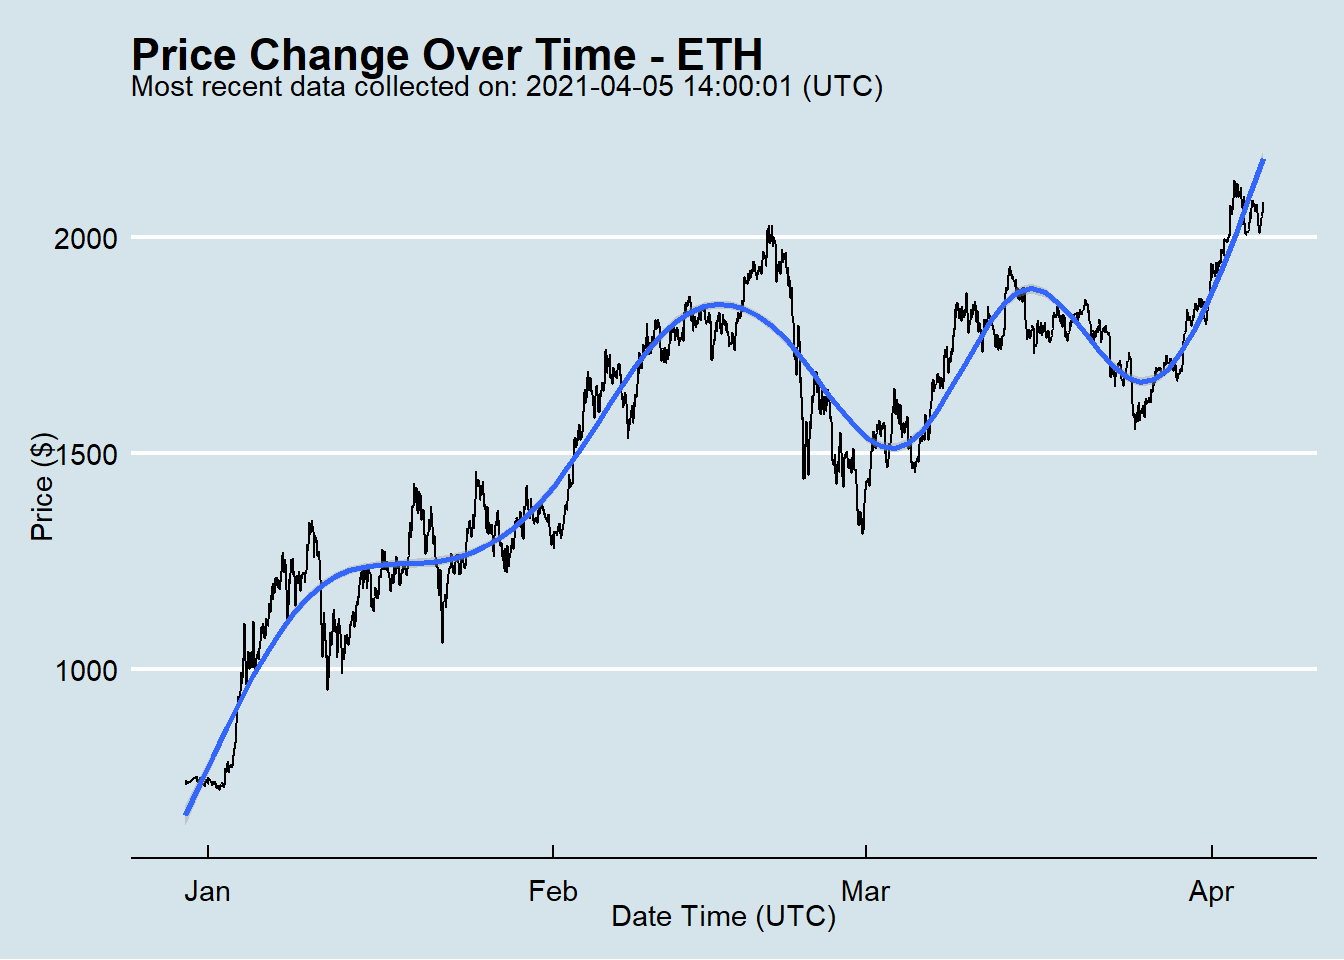 Price Change Over Time - ETH
Most recent data collected on: 2021-04-05 14:00:01 (UTC)
2000
1500
1000
Price ($)
Jan Feb Mar Apr
Date Time (UTC)